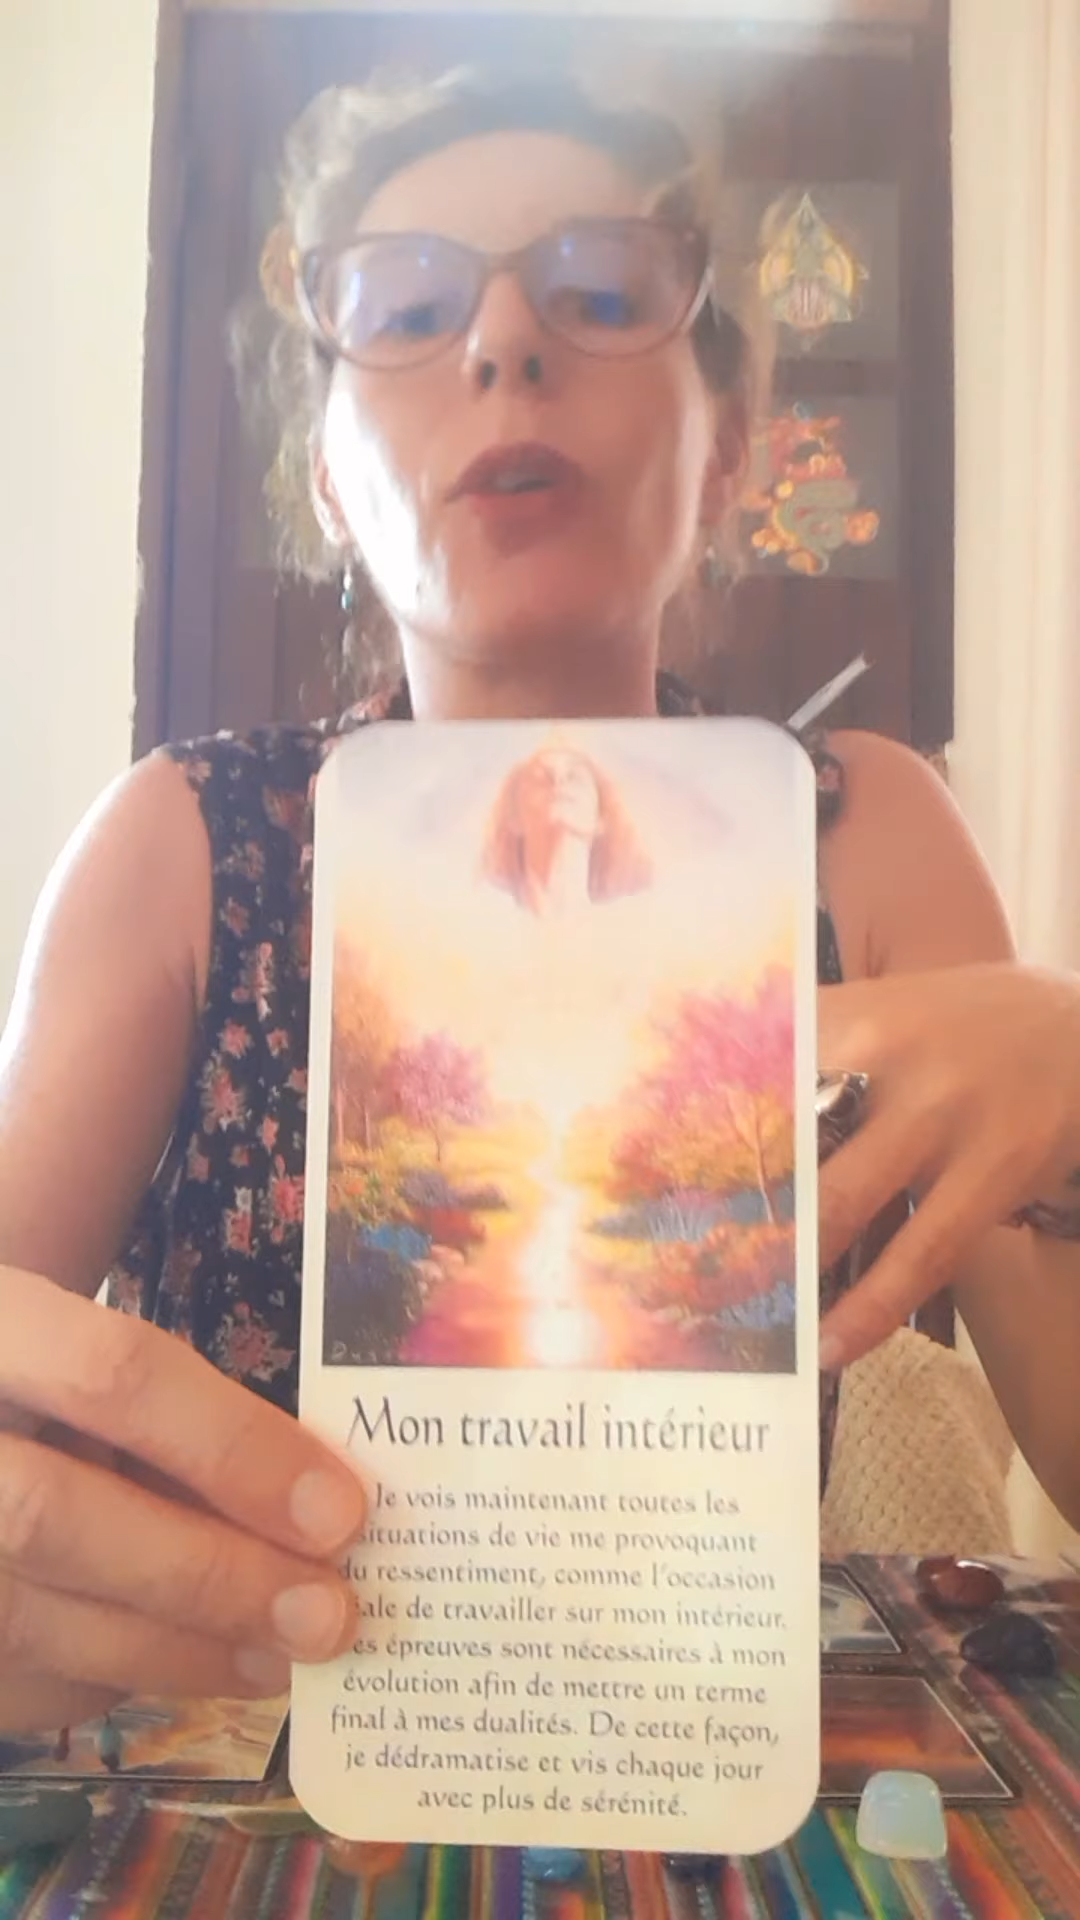 Mon travail intérieur
Je vois maintenant toutes les
situations de vie me provoquant
du ressentiment, comme l'occasion
de travailler sur mon intérieur.
épreuves sont nécessaires à mon
évolution afin de mettre un terme
final à mes dualités. De cette façon,
je dédramatise et vis chaque jour
avec plus de sérénité.